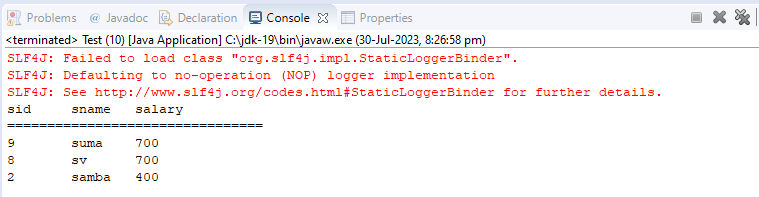 Problems @ Javadoc Declaration Console Properties
<terminated> Test (10) [Java Application] C:\jdk-19\bin\javaw.exe (30-Jul-2023, 8:26:58 pm)
SLF4J: Failed to load class "org.slf4j.impl.StaticLoggerBinder".
SLF4J: Defaulting to no-operation (NOP) logger implementation
SLF4J: See http://www.slf4j.org/codes.html#StaticLoggerBinder for further details.
sid sname salary
================================
9 suma 700
8 sv 700
2 samba 400